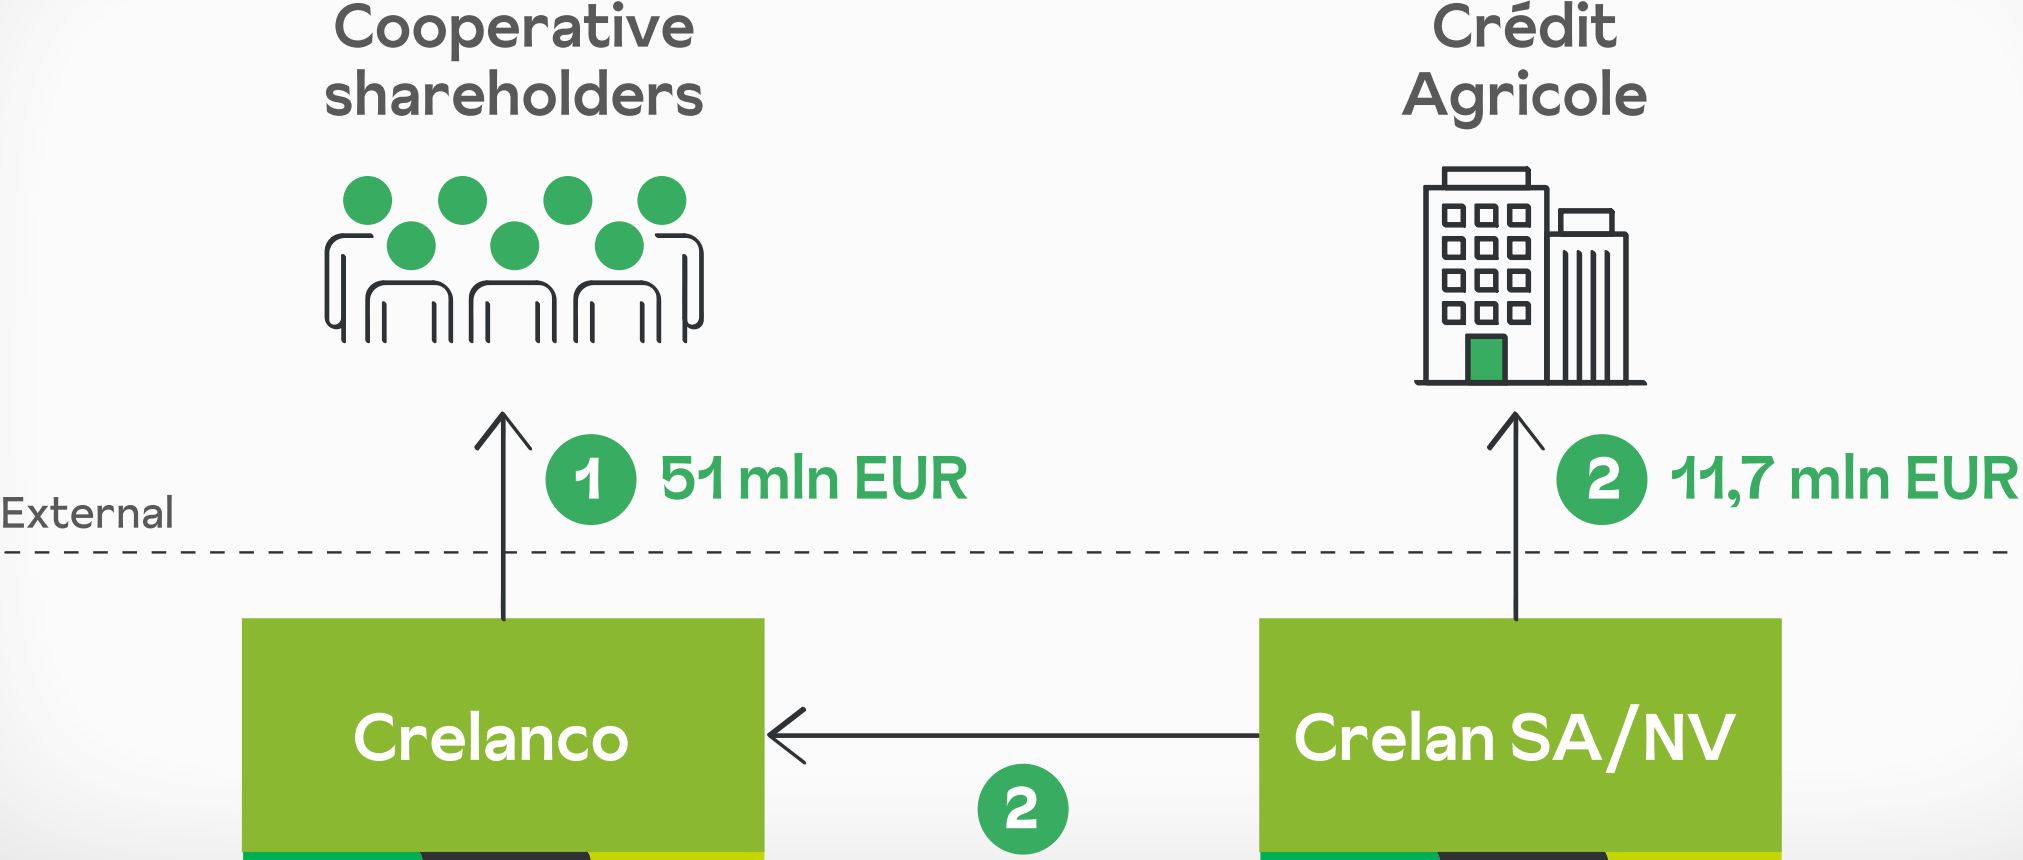 Cooperative
shareholders
Crédit
Agricole
1 51 mln EUR
2 11,7 mln EUR
External
Crelanco
Crelan SA/NV
2